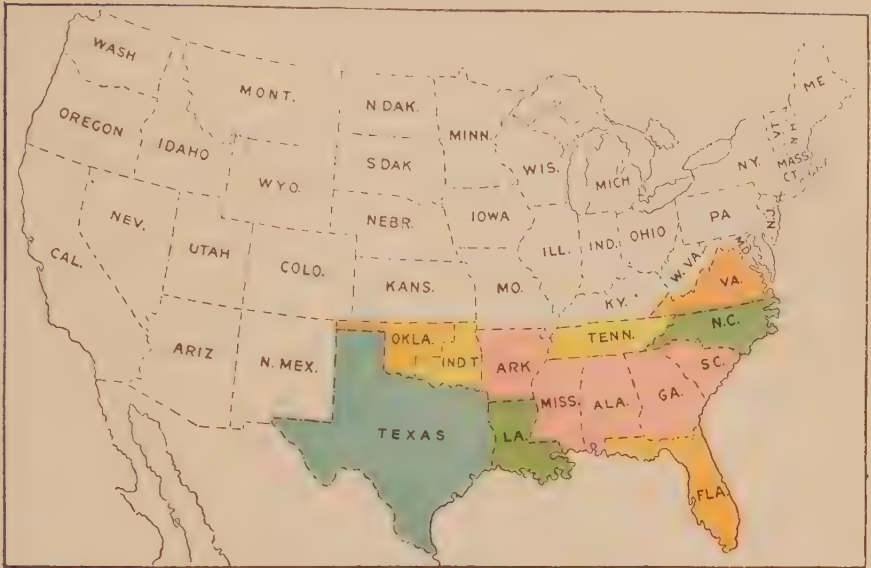 WASH
MONT.
N DAK.
MINN.
ME
OREGON
IDAHO
WYO.
S DAK
WIS.
MICH
N.Y.
VT
N H
MASS.
CT.
NEV.
UTAH
COLO.
NEBR.
IOWA
ILL.
IND.
OHIO
PA
N.J.
CAL.
KANS.
MO.
KY.
W. VA.
MD.
VA.
ARIZ
N. MEX.
OKLA.
IND T
ARK
TENN.
N.C.
S C.
TEXAS
LA.
MISS.
ALA.
GA.
FLA.